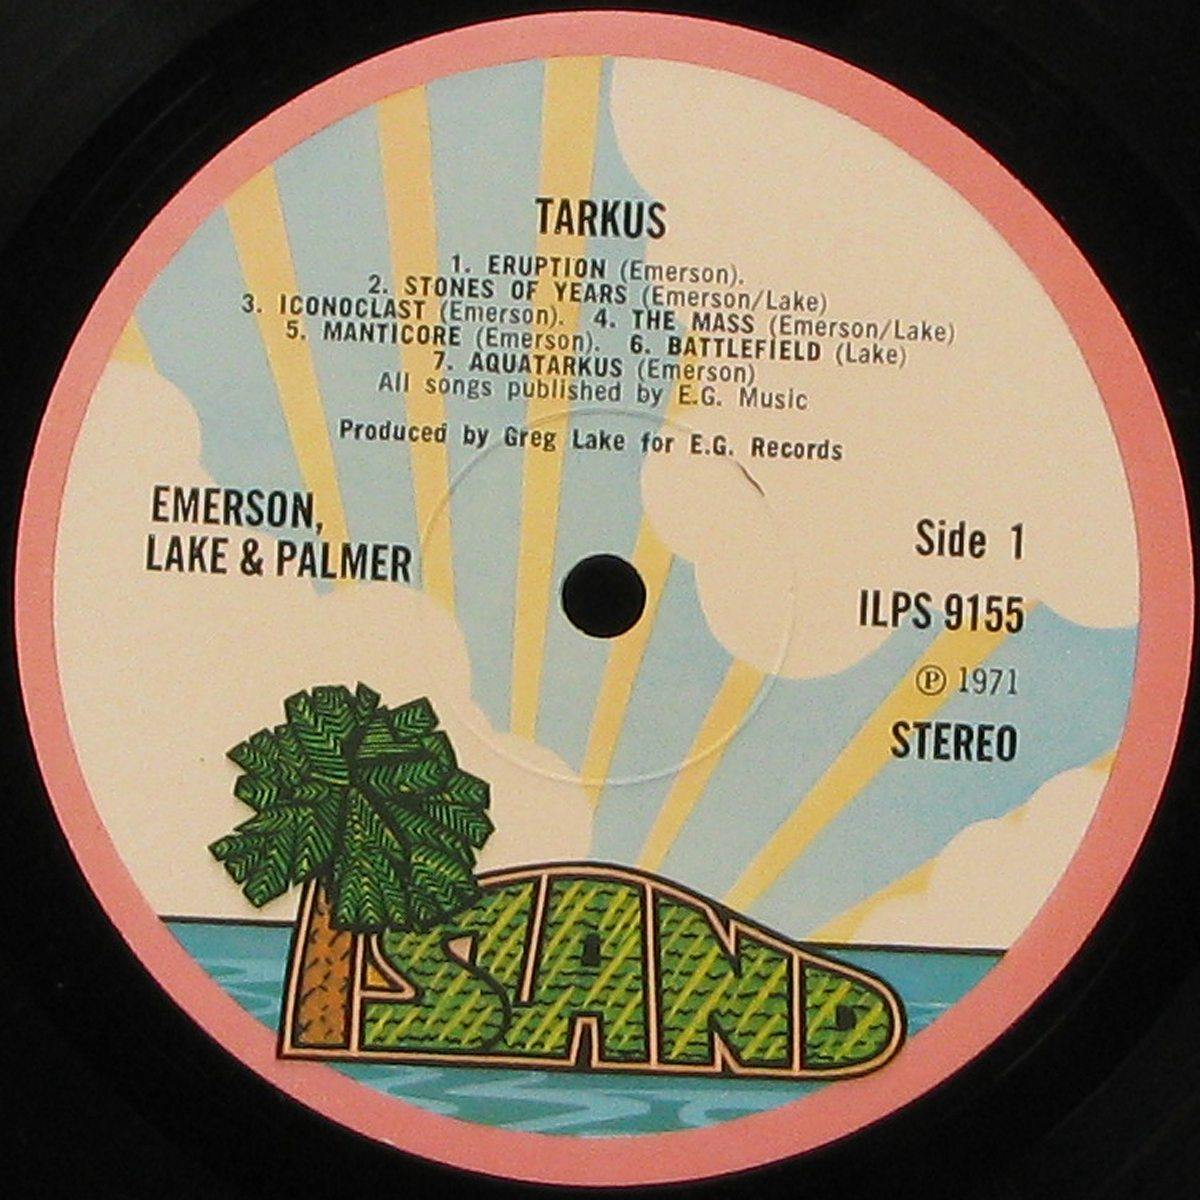 TARKUS
1. ERUPTION (Emerson).
2. STONES OF YEARS (Emerson/Lake)
3. ICONOCLAST (Emerson). 4. THE MASS (Emerson/Lake)
5. MANTICORE (Emerson). 6. BATTLEFIELD (Lake)
7. AQUATARKUS (Emerson)
All songs published by E.G. Music
Produced by Greg Lake for E.G. Records
EMERSON,
LAKE & PALMER
Side 1
ILPS 9155
℗ 1971
STEREO
ISLAND